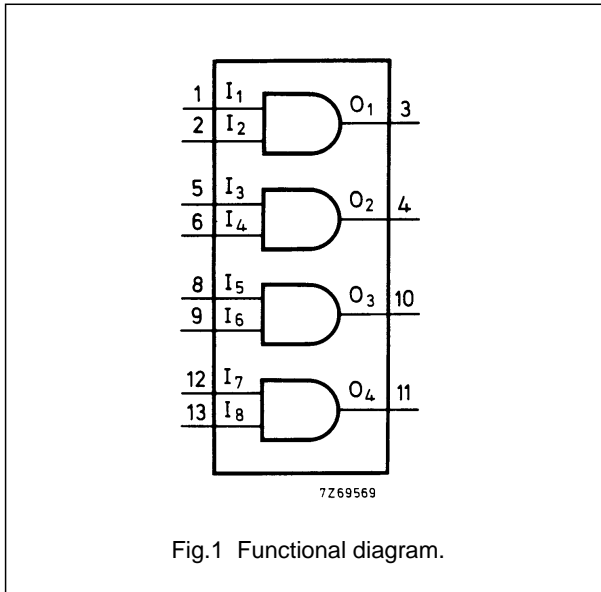 1 I1 O1 3
2 I2
5 I3 O2 4
6 I4
8 I5 O3 10
9 I6
12 I7 O4 11
13 I8
7Z69569
Fig.1 Functional diagram.